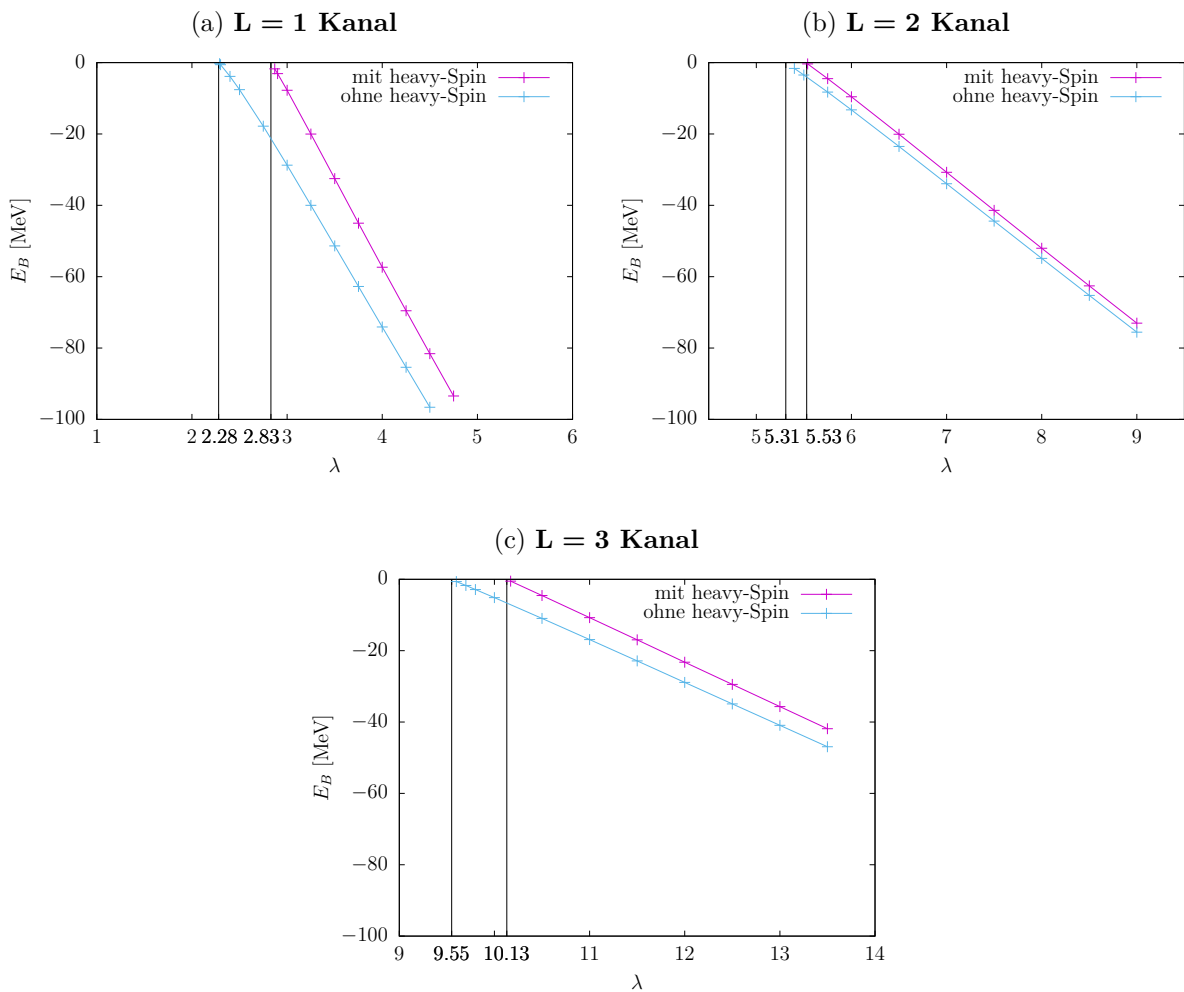 (a) L = 1 Kanal
0
−20
−40
−60
−80
−100
E_B [MeV]
mit heavy-Spin
ohne heavy-Spin
1 2 2.28 2.83 3 4 5 6
λ
(b) L = 2 Kanal
0
−20
−40
−60
−80
−100
E_B [MeV]
mit heavy-Spin
ohne heavy-Spin
5 5.31 5.53 6 7 8 9
λ
(c) L = 3 Kanal
0
−20
−40
−60
−80
−100
E_B [MeV]
mit heavy-Spin
ohne heavy-Spin
9 9.55 10.13 11 12 13 14
λ